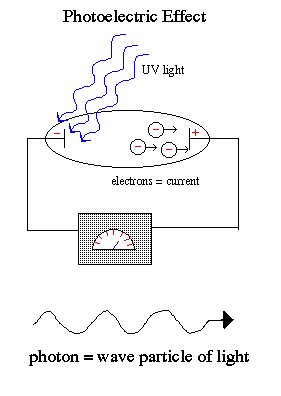 Photoelectric Effect
UV light
− +
− − −
electrons = current
photon = wave particle of light